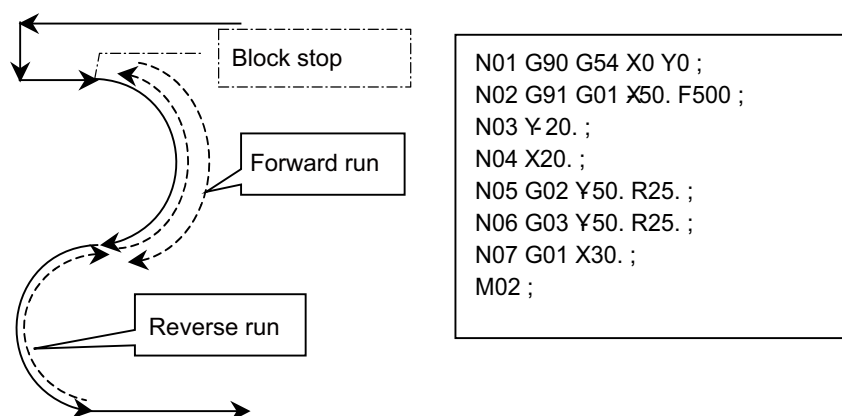 Block stop
Forward run
Reverse run
N01 G90 G54 X0 Y0 ;
N02 G91 G01 X-50. F500 ;
N03 Y-20. ;
N04 X20. ;
N05 G02 Y-50. R25. ;
N06 G03 Y-50. R25. ;
N07 G01 X30. ;
M02 ;